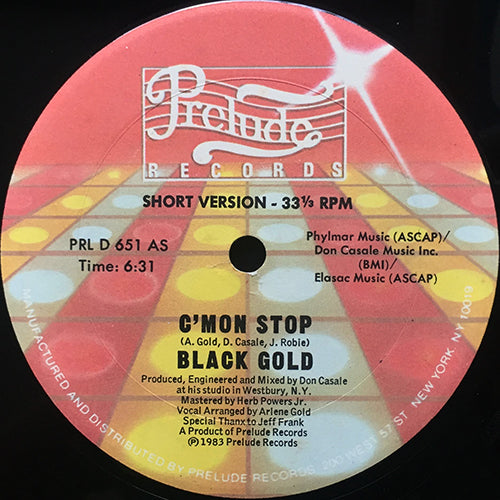 Prelude
RECORDS
SHORT VERSION - 33⅓ RPM
PRL D 651 AS
Time: 6:31
Phylmar Music (ASCAP)/
Don Casale Music Inc.
(BMI)/
Elasac Music (ASCAP)
C'MON STOP
(A. Gold, D. Casale, J. Robie)
BLACK GOLD
Produced, Engineered and Mixed by Don Casale
at his studio in Westbury, N.Y.
Mastered by Herb Powers Jr.
Vocal Arranged by Arlene Gold
Special Thanx to Jeff Frank
A Product of Prelude Records
℗ 1983 Prelude Records
MANUFACTURED AND DISTRIBUTED BY PRELUDE RECORDS, 200 WEST 57 ST. NEW YORK, NY 10019